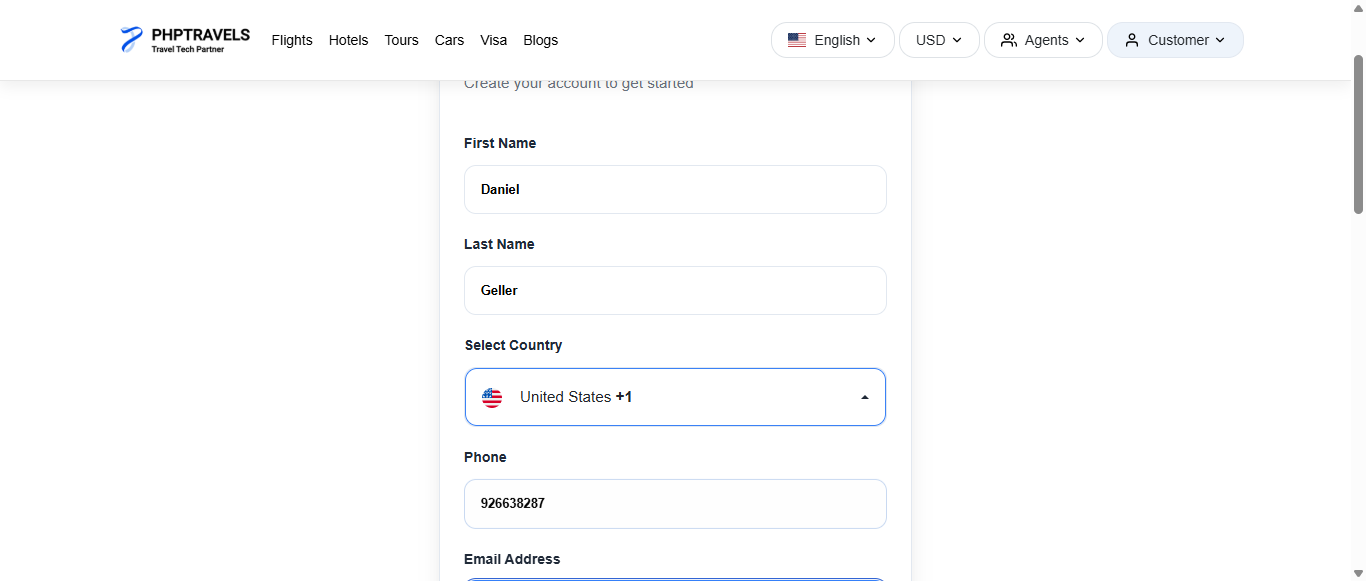 PHPTRAVELS
Travel Tech Partner
Flights Hotels Tours Cars Visa Blogs
English USD Agents Customer
Create your account to get started
First Name
Daniel
Last Name
Geller
Select Country
United States +1
Phone
926638287
Email Address